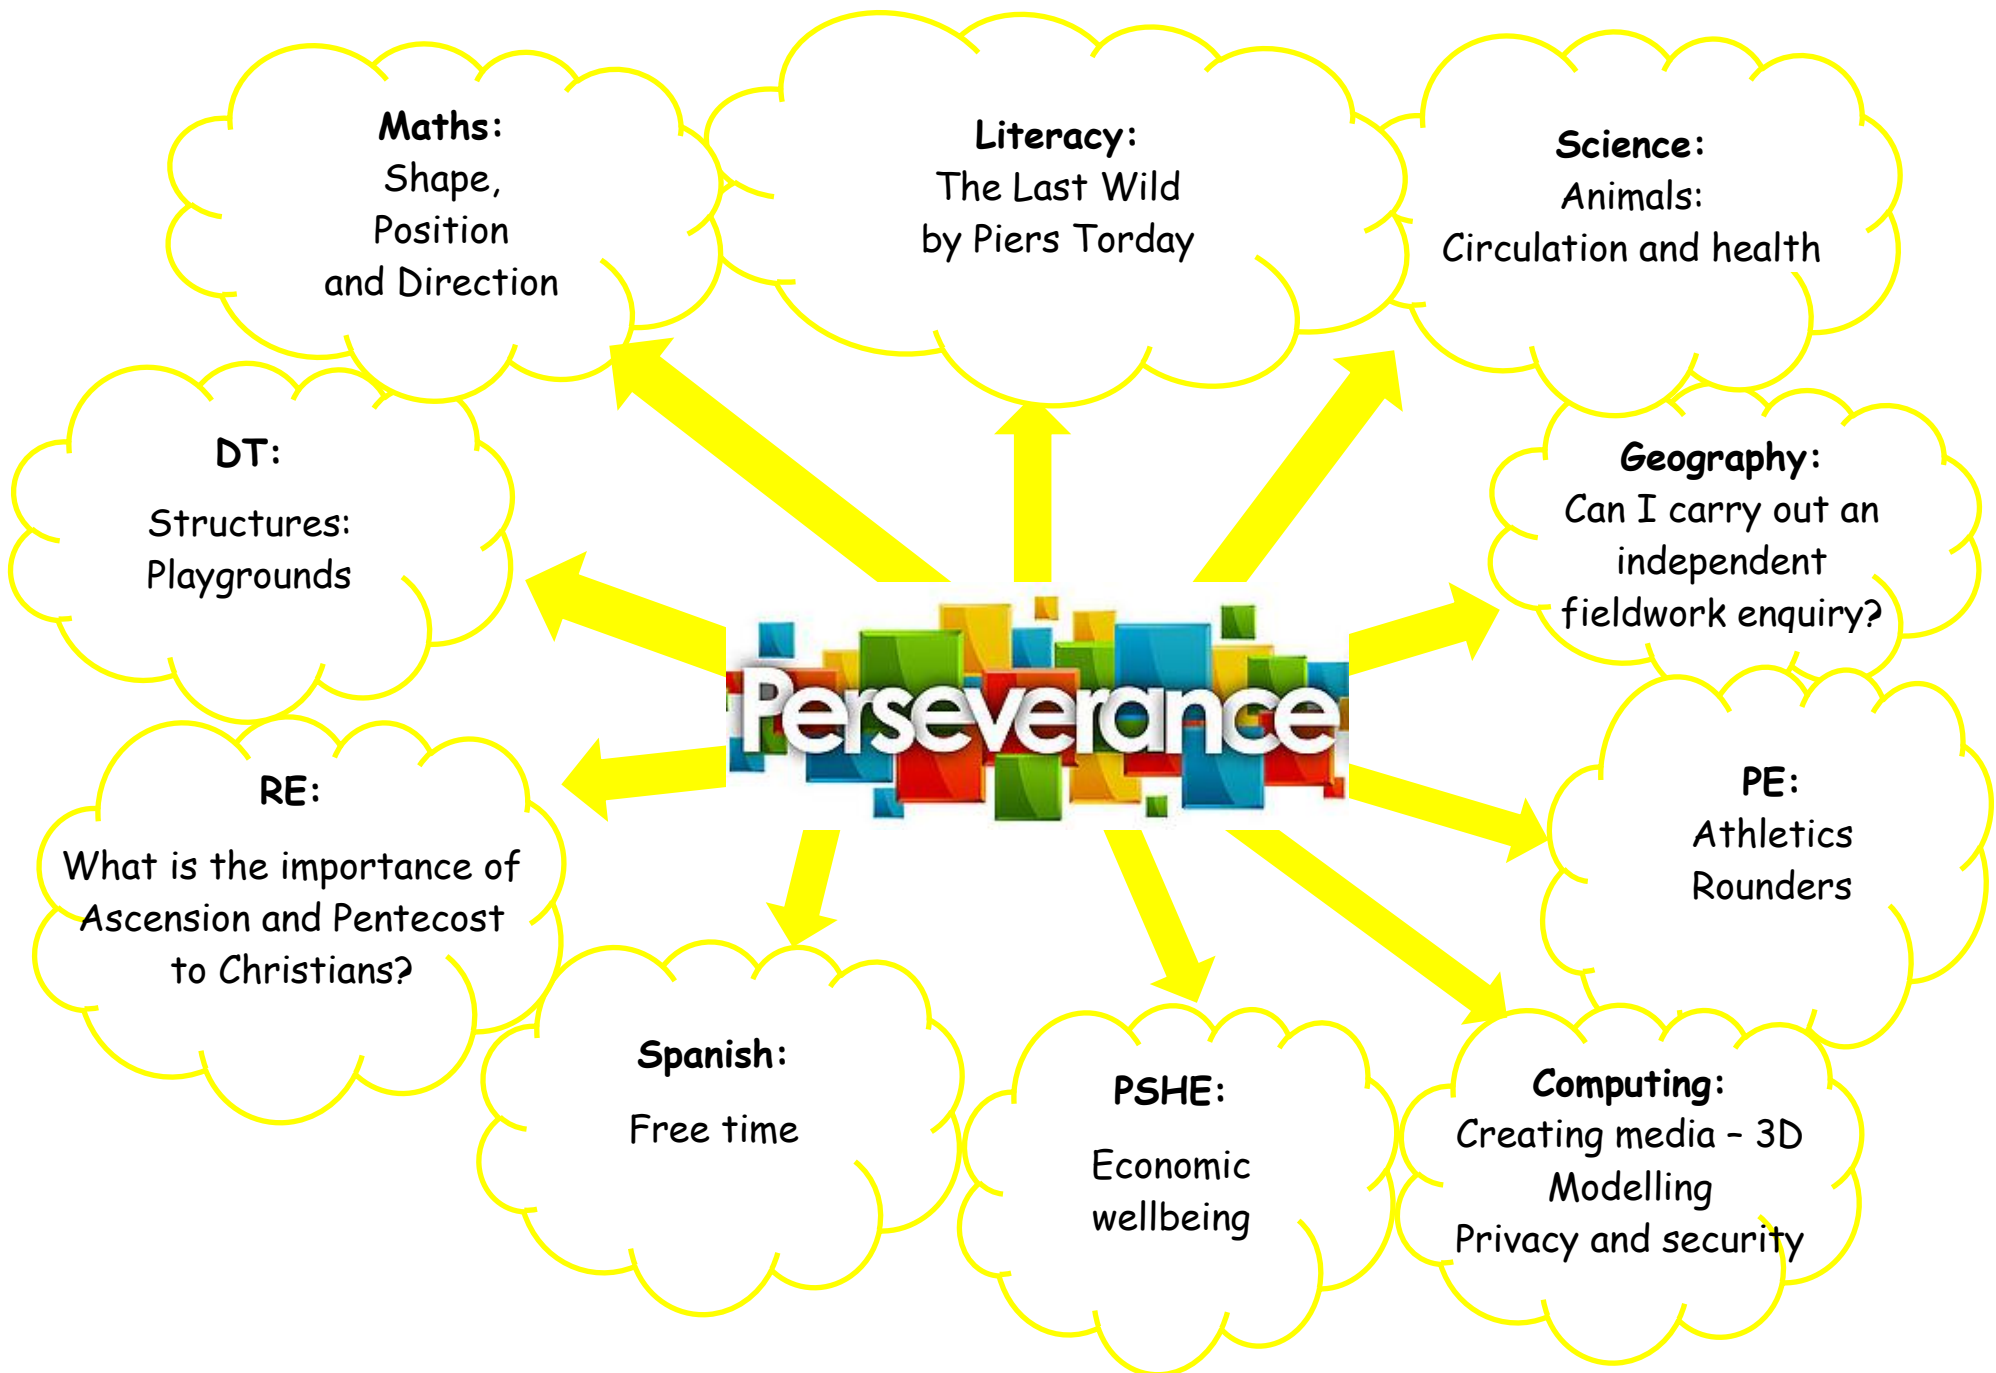 Maths:
Shape,
Position
and Direction
Literacy:
The Last Wild
by Piers Torday
Science:
Animals:
Circulation and health
DT:
Structures:
Playgrounds
Geography:
Can I carry out an
independent
fieldwork enquiry?
Perseverance
RE:
What is the importance of
Ascension and Pentecost
to Christians?
PE:
Athletics
Rounders
Spanish:
Free time
PSHE:
Economic
wellbeing
Computing:
Creating media – 3D
Modelling
Privacy and security